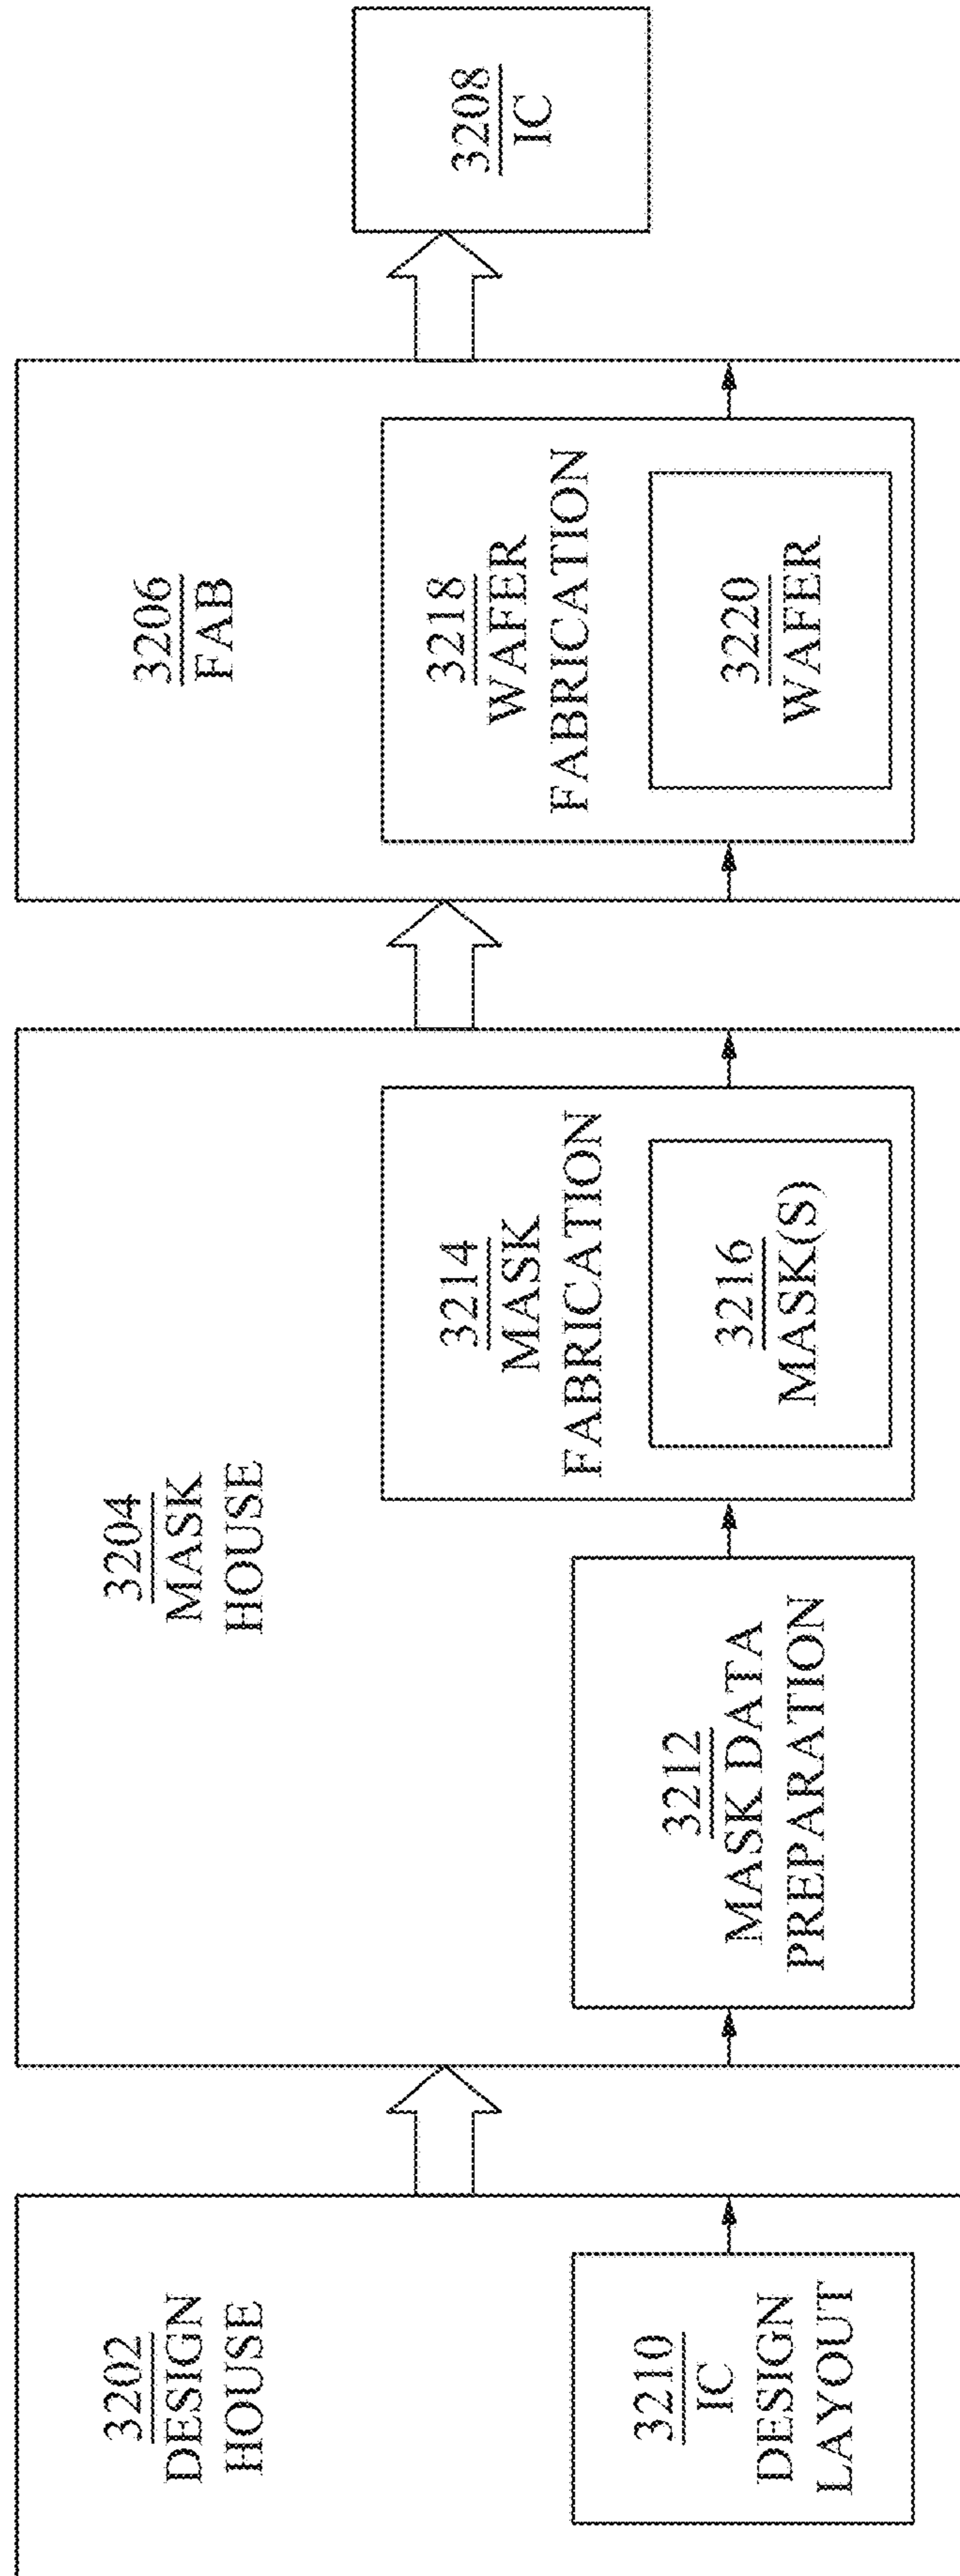 3202
DESIGN
HOUSE
3210
IC
DESIGN
LAYOUT
3204
MASK
HOUSE
3212
MASK DATA
PREPARATION
3214
MASK
FABRICATION
3216
MASK(S)
3206
FAB
3218
WAFER
FABRICATION
3220
WAFER
3208
IC